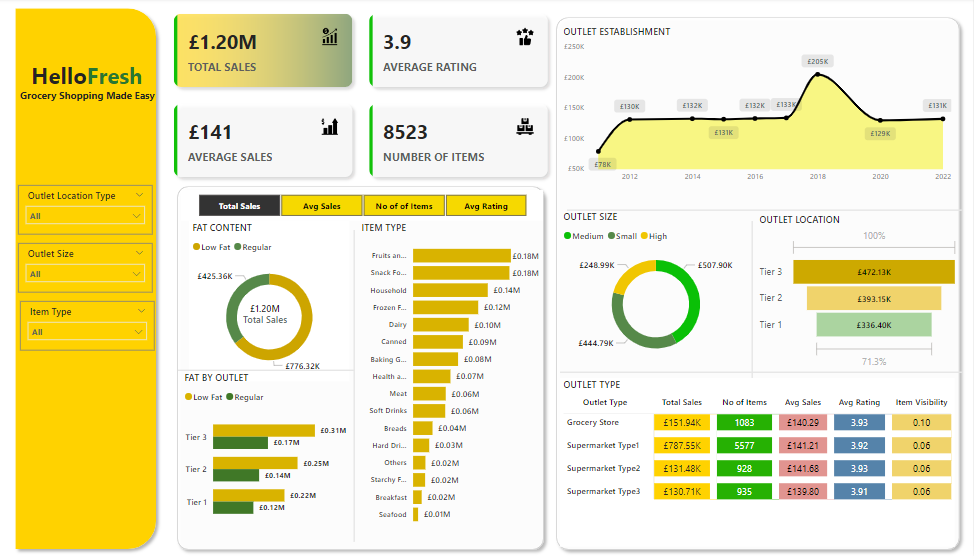 HelloFresh
Grocery Shopping Made Easy
Outlet Location Type
All
Outlet Size
All
Item Type
All
£1.20M
TOTAL SALES
3.9
AVERAGE RATING
£141
AVERAGE SALES
8523
NUMBER OF ITEMS
Total Sales
Avg Sales
No of of Items
Avg Rating
FAT CONTENT
Low Fat Regular
£425.36K
£1.20M
Total Sales
£776.32K
FAT BY OUTLET
Low Fat Regular
Tier 3 £0.31M
£0.17M
Tier 2 £0.25M
£0.14M
Tier 1 £0.22M
£0.12M
ITEM TYPE
Fruits an... £0.18M
Snack Fo... £0.18M
Household £0.14M
Frozen F... £0.12M
Dairy £0.10M
Canned £0.09M
Baking G... £0.08M
Health a... £0.07M
Meat £0.06M
Soft Drinks £0.06M
Breads £0.04M
Hard Dri... £0.03M
Others £0.02M
Starchy F... £0.02M
Breakfast £0.02M
Seafood £0.01M
OUTLET ESTABLISHMENT
£250K
£200K
£150K
£100K
£50K
£78K
£130K
£132K
£131K
£132K
£133K
£205K
£129K
£131K
2012 2014 2016 2018 2020 2022
OUTLET SIZE
Medium Small High
£248.99K
£507.90K
£444.79K
OUTLET LOCATION
100%
Tier 3 £472.13K
Tier 2 £393.15K
Tier 1 £336.40K
71.3%
OUTLET TYPE
Outlet Type Total Sales No of Items Avg Sales Avg Rating Item Visibility
Grocery Store £151.94K 1083 £140.29 3.93 0.10
Supermarket Type1 £787.55K 5577 £141.21 3.92 0.06
Supermarket Type2 £131.48K 928 £141.68 3.93 0.06
Supermarket Type3 £130.71K 935 £139.80 3.91 0.06